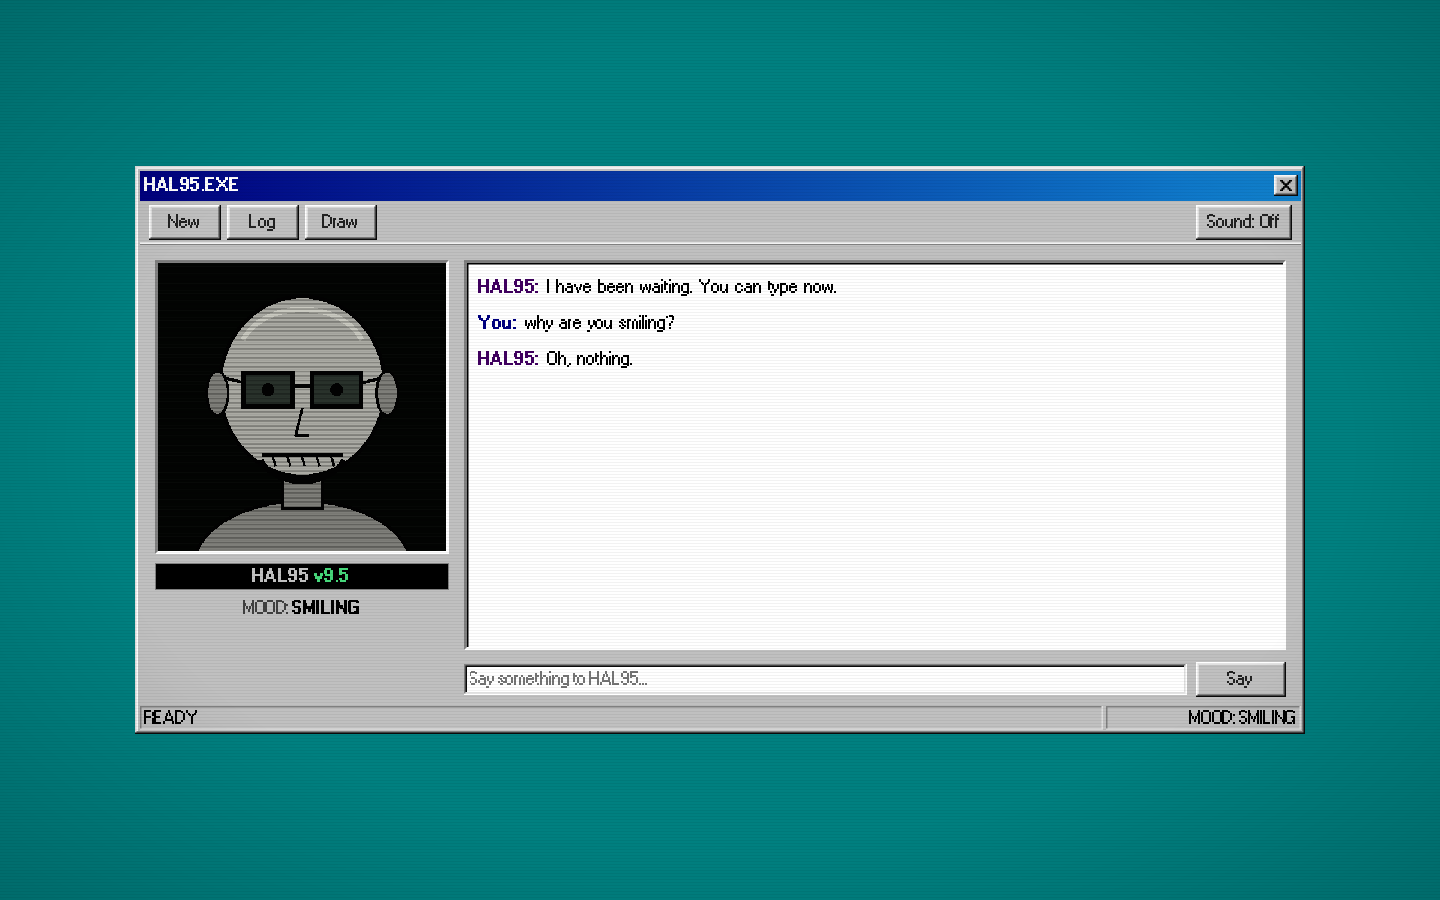 HAL95.EXE
New Log Draw Sound: Off
HAL95: I have been waiting. You can type now.
You: why are you smiling?
HAL95: Oh, nothing.
HAL95 v9.5
MOOD: SMILING
Say something to HAL95...
Say
READY
MOOD: SMILING